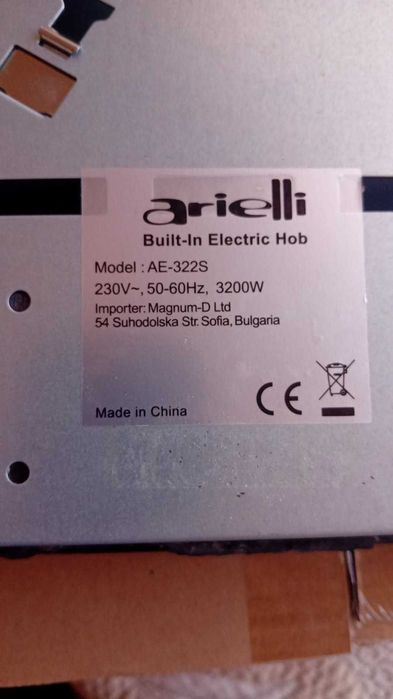 arielli
Built-In Electric Hob
Model : AE-322S
230V~, 50-60Hz, 3200W
Importer: Magnum-D Ltd
54 Suhodolska Str. Sofia, Bulgaria
Made in China
CE